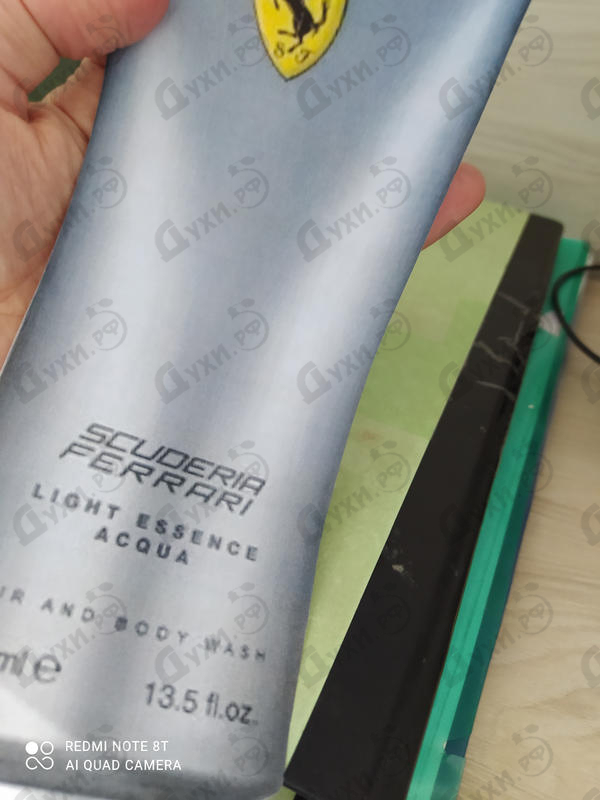 S F
SCUDERIA
FERRARI
LIGHT ESSENCE
ACQUA
AND BODY WASH
ml e
13.5 fl.oz.
REDMI NOTE 8T
AI QUAD CAMERA
Духи.РФ